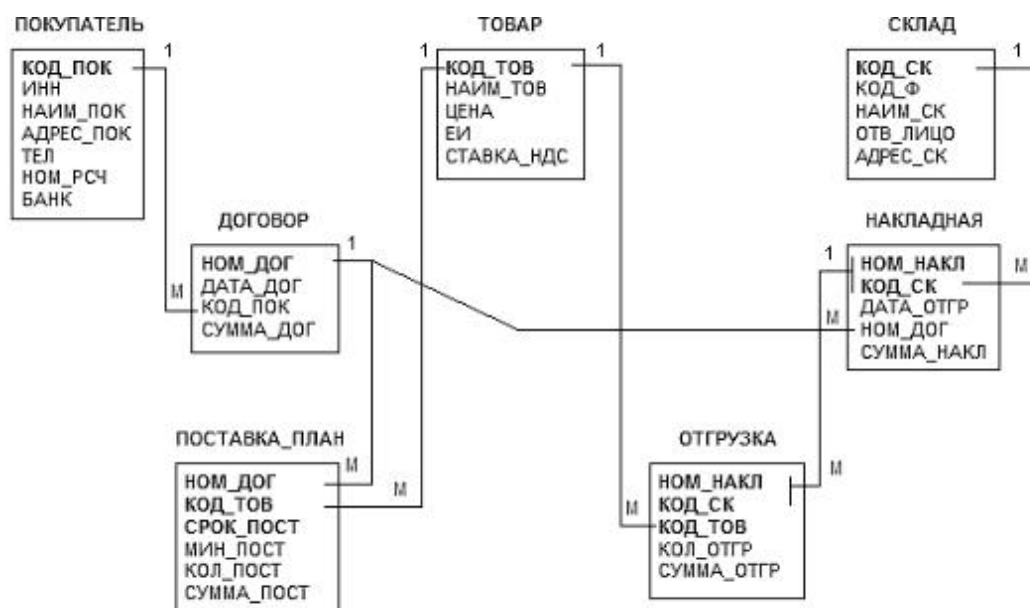 ПОКУПАТЕЛЬ
1
КОД_ПОК
ИНН
НАИМ_ПОК
АДРЕС_ПОК
ТЕЛ
НОМ_РСЧ
БАНК
ТОВАР
1
1
КОД_ТОВ
НАИМ_ТОВ
ЦЕНА
ЕИ
СТАВКА_НДС
СКЛАД
1
КОД_СК
КОД_Ф
НАИМ_СК
ОТВ_ЛИЦО
АДРЕС_СК
ДОГОВОР
1
М
НОМ_ДОГ
ДАТА_ДОГ
КОД_ПОК
СУММА_ДОГ
НАКЛАДНАЯ
1
М
М
НОМ_НАКЛ
КОД_СК
ДАТА_ОТГР
НОМ_ДОГ
СУММА_НАКЛ
ПОСТАВКА_ПЛАН
М
М
НОМ_ДОГ
КОД_ТОВ
СРОК_ПОСТ
МИН_ПОСТ
КОЛ_ПОСТ
СУММА_ПОСТ
ОТГРУЗКА
М
М
НОМ_НАКЛ
КОД_СК
КОД_ТОВ
КОЛ_ОТГР
СУММА_ОТГР